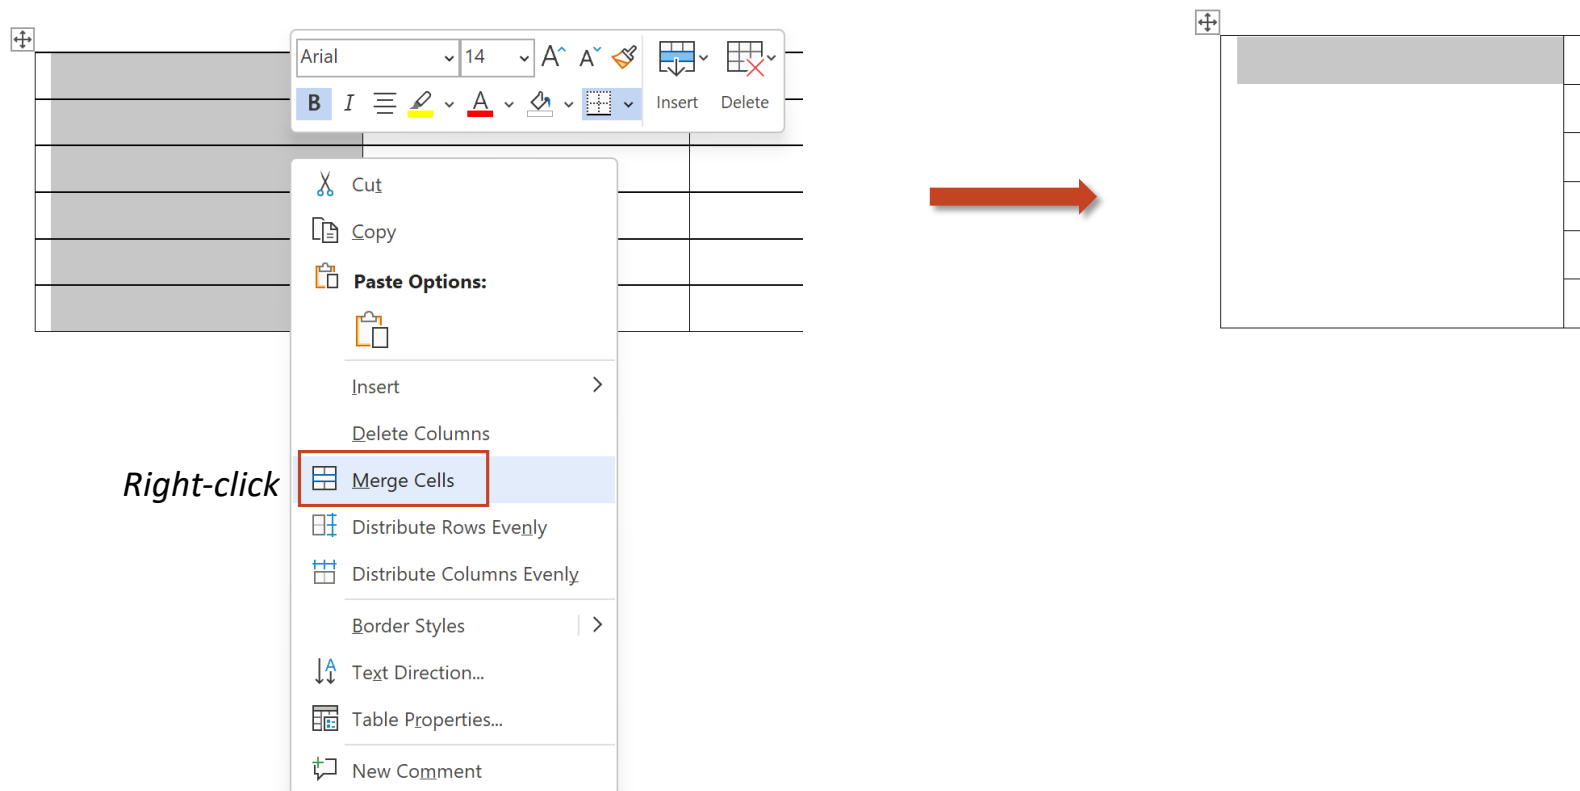 Arial 14 A A
B I A Insert Delete
Cut
Copy
Paste Options:
Insert
Delete Columns
Right-click
Merge Cells
Distribute Rows Evenly
Distribute Columns Evenly
Border Styles
Text Direction...
Table Properties...
New Comment